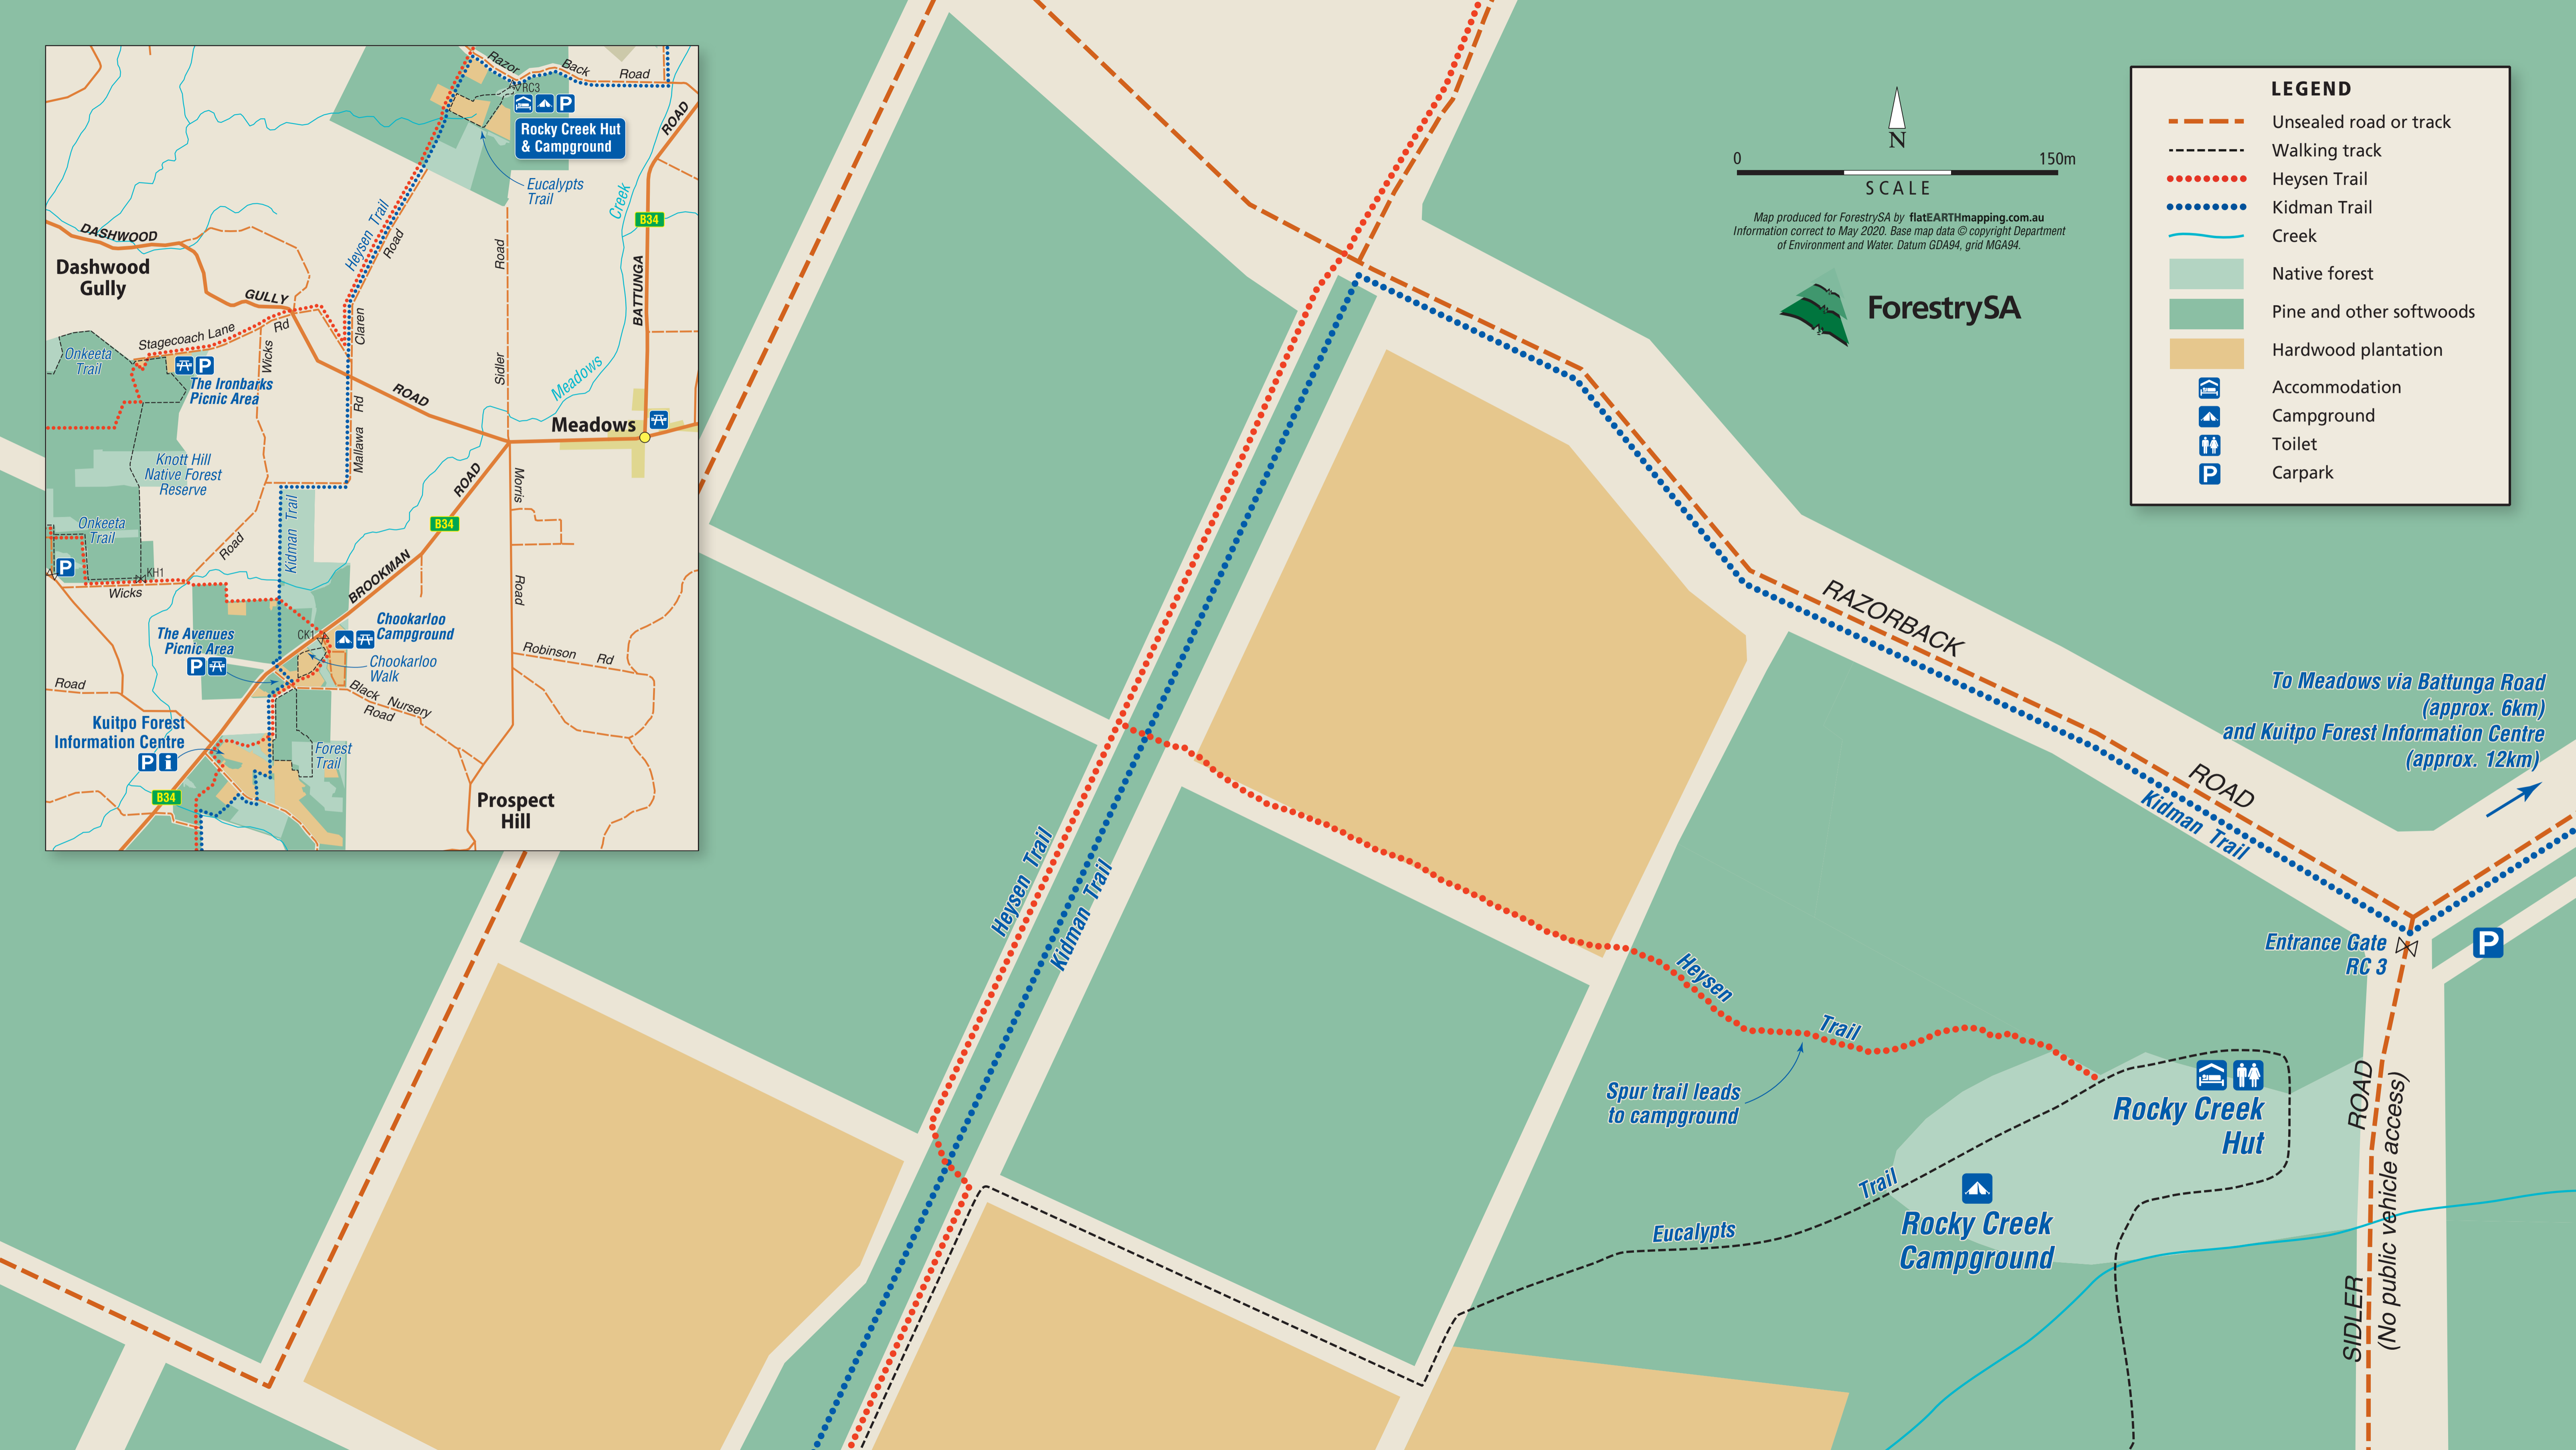 Razor
Back
Road
RC3
Rocky Creek Hut
& Campground
ROAD
Eucalypts
Trail
Creek
B34
Heysen Trail
Road
DASHWOOD
Dashwood
Gully
GULLY
Road
BATTUNGA
Claren
Stagecoach Lane
Rd
Wicks
Onkeeta
Trail
P
The Ironbarks
Picnic Area
Sidler
Meadows
ROAD
Mallawa Rd
Meadows
Knott Hill
Native Forest
Reserve
ROAD
Morris
B34
Onkeeta
Trail
Kidman Trail
Road
P
KH1
Wicks
BROOKMAN
Road
CK1
Chookarloo
Campground
The Avenues
Picnic Area
P
Chookarloo
Walk
Robinson Rd
Road
Black Nursery
Road
Kuitpo Forest
Information Centre
P i
Forest
Trail
B34
Prospect
Hill
N
0 150m
SCALE
Map produced for ForestrySA by flatEARTHmapping.com.au
Information correct to May 2020. Base map data © copyright Department
of Environment and Water. Datum GDA94, grid MGA94.
ForestrySA
LEGEND
Unsealed road or track
Walking track
Heysen Trail
Kidman Trail
Creek
Native forest
Pine and other softwoods
Hardwood plantation
Accommodation
Campground
Toilet
P Carpark
RAZORBACK
ROAD
Kidman Trail
To Meadows via Battunga Road
(approx. 6km)
and Kuitpo Forest Information Centre
(approx. 12km)
Entrance Gate
RC 3
P
Heysen Trail
Kidman Trail
Heysen
Trail
Spur trail leads
to campground
Rocky Creek
Hut
Eucalypts
Trail
Rocky Creek
Campground
SIDLER ROAD
(No public vehicle access)